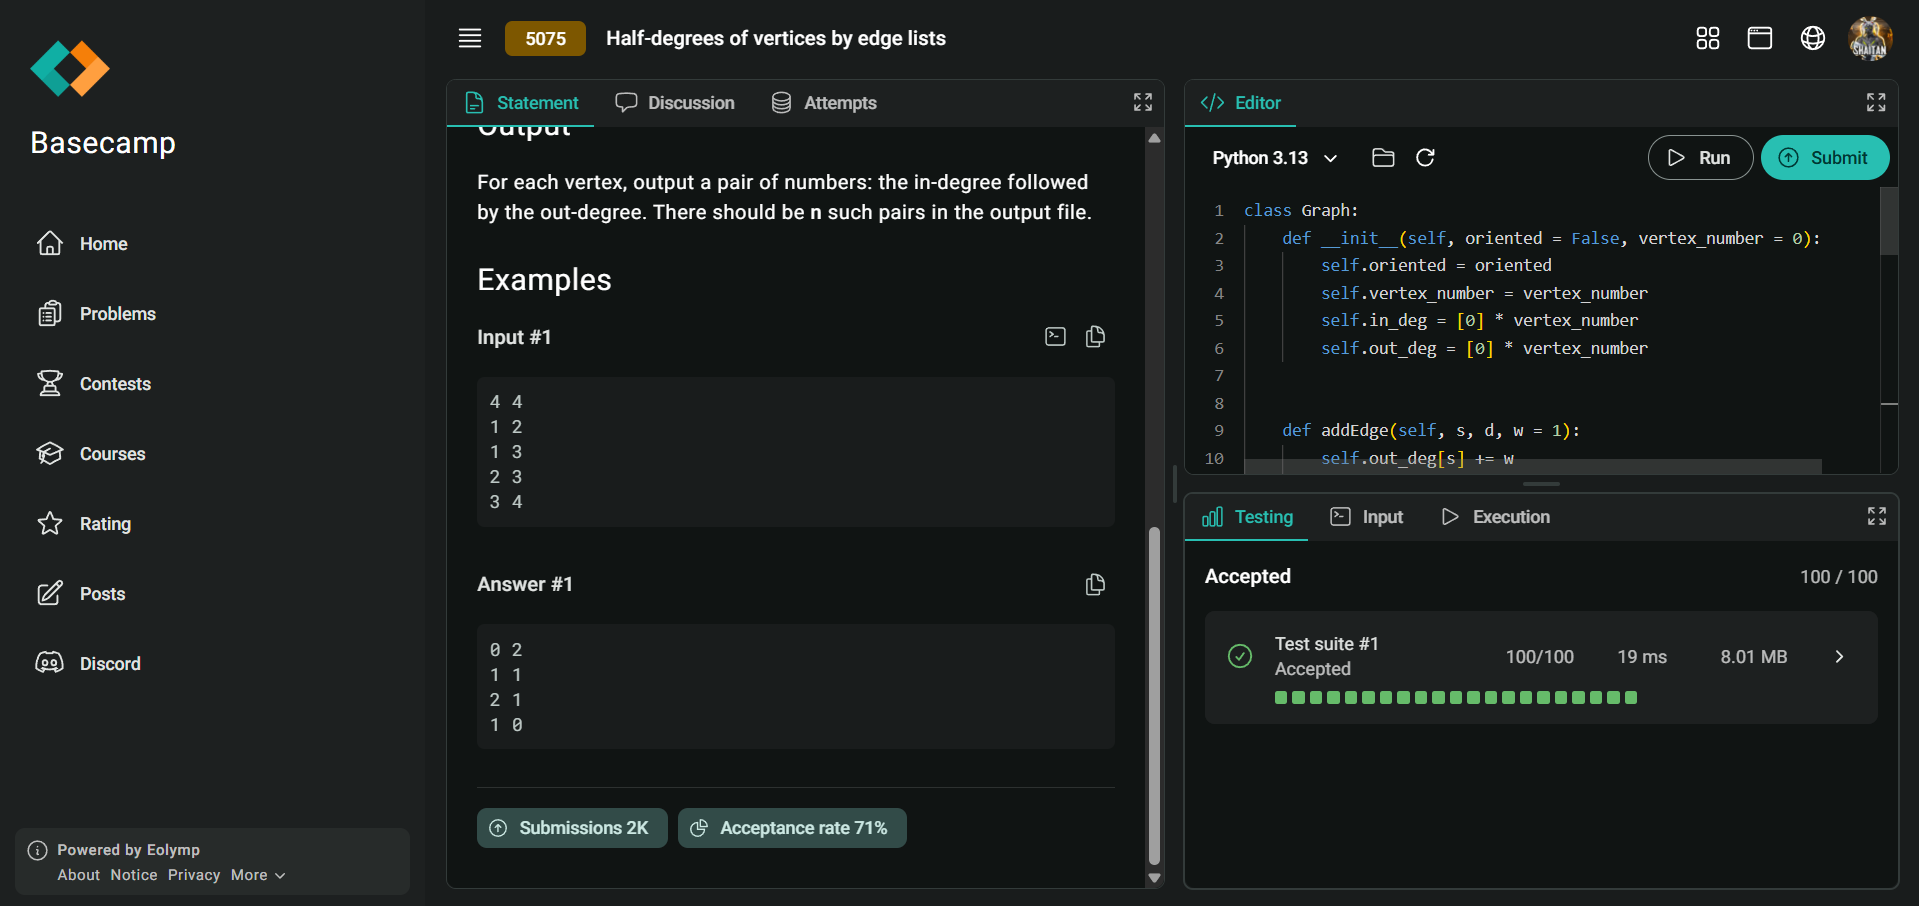 Basecamp
Home
Problems
Contests
Courses
Rating
Posts
Discord
Powered by Eolymp
About Notice Privacy More
5075 Half-degrees of vertices by edge lists
SHAITAN
Statement Discussion Attempts
Output
For each vertex, output a pair of numbers: the in-degree followed
by the out-degree. There should be n such pairs in the output file.
Examples
Input #1
4 4
1 2
1 3
2 3
3 4
Answer #1
0 2
1 1
2 1
1 0
Submissions 2K Acceptance rate 71%
Editor
Python 3.13 Run Submit
1 class Graph:
2 def __init__(self, oriented = False, vertex_number = 0):
3 self.oriented = oriented
4 self.vertex_number = vertex_number
5 self.in_deg = [0] * vertex_number
6 self.out_deg = [0] * vertex_number
7
8
9 def addEdge(self, s, d, w = 1):
10 self.out_deg[s] += w
Testing Input Execution
Accepted 100 / 100
Test suite #1
Accepted
100/100 19 ms 8.01 MB